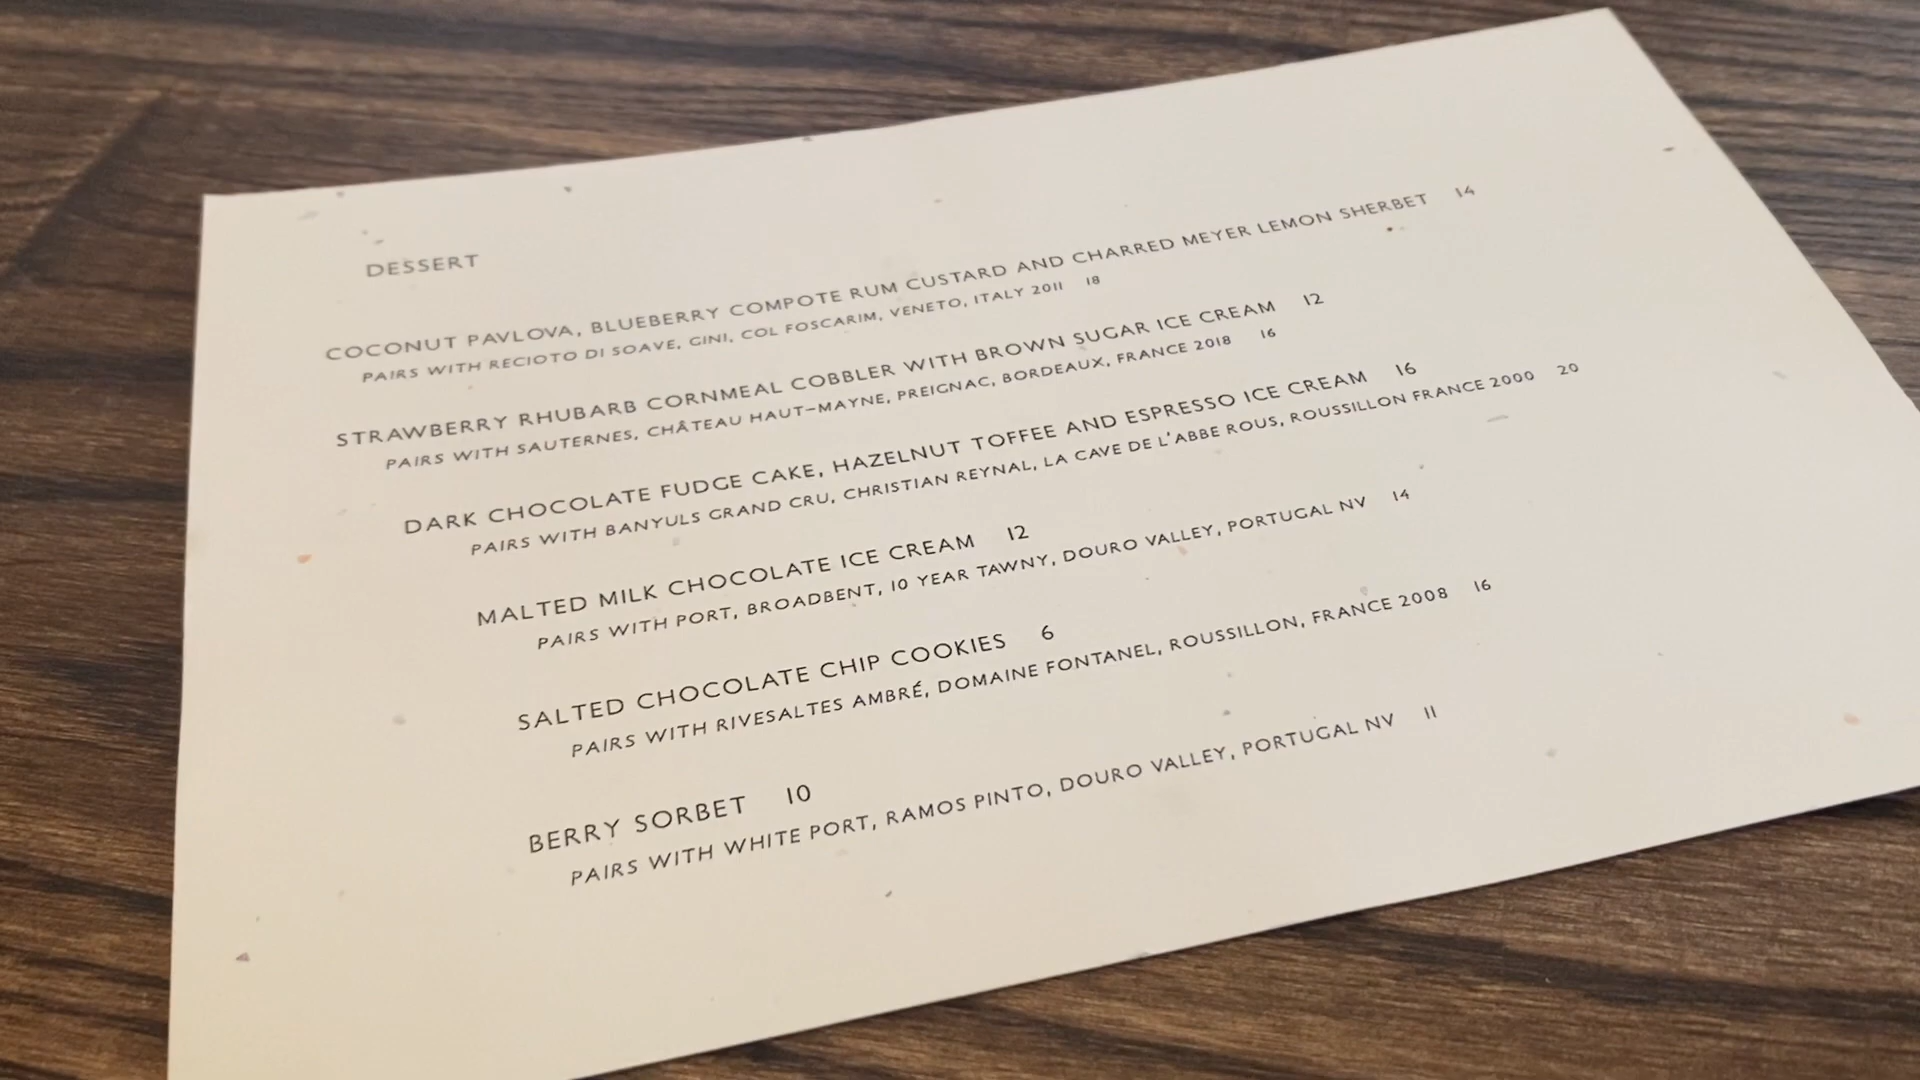 DESSERT
COCONUT PAVLOVA, BLUEBERRY COMPOTE RUM CUSTARD AND CHARRED MEYER LEMON SHERBET 14
PAIRS WITH RECIOTO DI SOAVE, GINI, COL FOSCARIM, VENETO, ITALY 2011 18
STRAWBERRY RHUBARB CORNMEAL COBBLER WITH BROWN SUGAR ICE CREAM 12
PAIRS WITH SAUTERNES, CHÂTEAU HAUT-MAYNE, PREIGNAC, BORDEAUX, FRANCE 2018 16
DARK CHOCOLATE FUDGE CAKE, HAZELNUT TOFFEE AND ESPRESSO ICE CREAM 16
PAIRS WITH BANYULS GRAND CRU, CHRISTIAN REYNAL, LA CAVE DE L'ABBE ROUS, ROUSSILLON FRANCE 2000 20
MALTED MILK CHOCOLATE ICE CREAM 12
PAIRS WITH PORT, BROADBENT, 10 YEAR TAWNY, DOURO VALLEY, PORTUGAL NV 14
SALTED CHOCOLATE CHIP COOKIES 6
PAIRS WITH RIVESALTES AMBRÉ, DOMAINE FONTANEL, ROUSSILLON, FRANCE 2008 16
BERRY SORBET 10
PAIRS WITH WHITE PORT, RAMOS PINTO, DOURO VALLEY, PORTUGAL NV 11